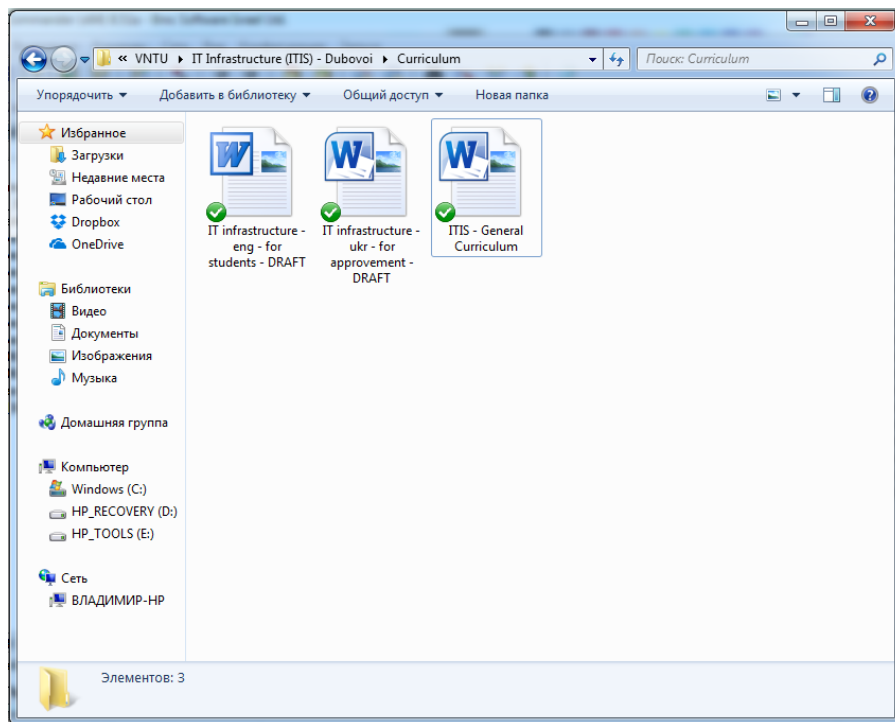 « VNTU ▸ IT Infrastructure (ITIS) - Dubovoi ▸ Curriculum
Поиск: Curriculum
Упорядочить
Добавить в библиотеку
Общий доступ
Новая папка
Избранное
Загрузки
Недавние места
Рабочий стол
Dropbox
OneDrive
Библиотеки
Видео
Документы
Изображения
Музыка
Домашняя группа
Компьютер
Windows (C:)
HP_RECOVERY (D:)
HP_TOOLS (E:)
Сеть
ВЛАДИМИР-HP
IT infrastructure -
eng - for
students - DRAFT
IT infrastructure -
ukr - for
approvement -
DRAFT
ITIS - General
Curriculum
Элементов: 3